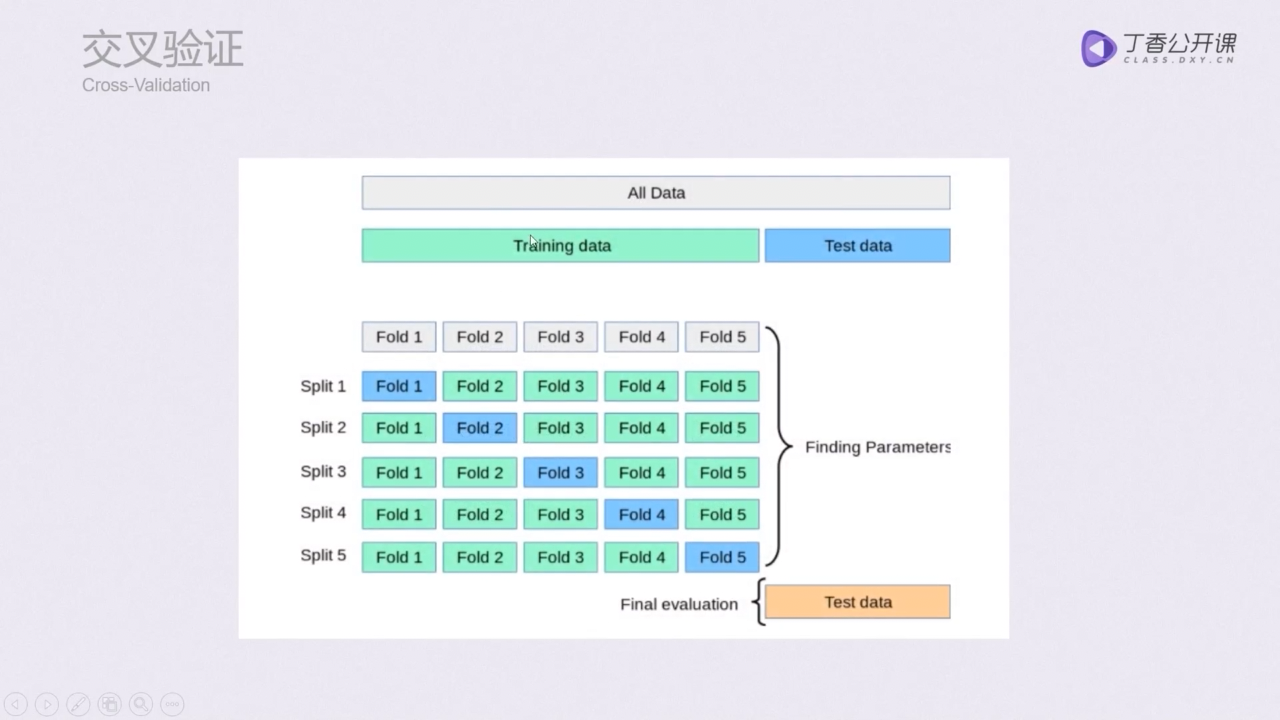 交叉验证
Cross-Validation
丁香公开课
CLASS.DXY.CN
All Data
Training data Test data
Fold 1 Fold 2 Fold 3 Fold 4 Fold 5
Split 1 Fold 1 Fold 2 Fold 3 Fold 4 Fold 5
Split 2 Fold 1 Fold 2 Fold 3 Fold 4 Fold 5
Split 3 Fold 1 Fold 2 Fold 3 Fold 4 Fold 5
Split 4 Fold 1 Fold 2 Fold 3 Fold 4 Fold 5
Split 5 Fold 1 Fold 2 Fold 3 Fold 4 Fold 5
Finding Parameters
Final evaluation Test data